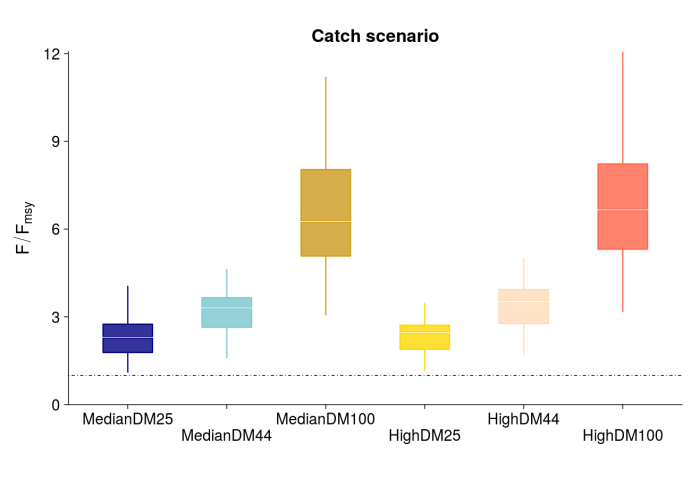 Catch scenario
12
9
6
3
0
F / Fmsy
MedianDM25
MedianDM44
MedianDM100
HighDM25
HighDM44
HighDM100